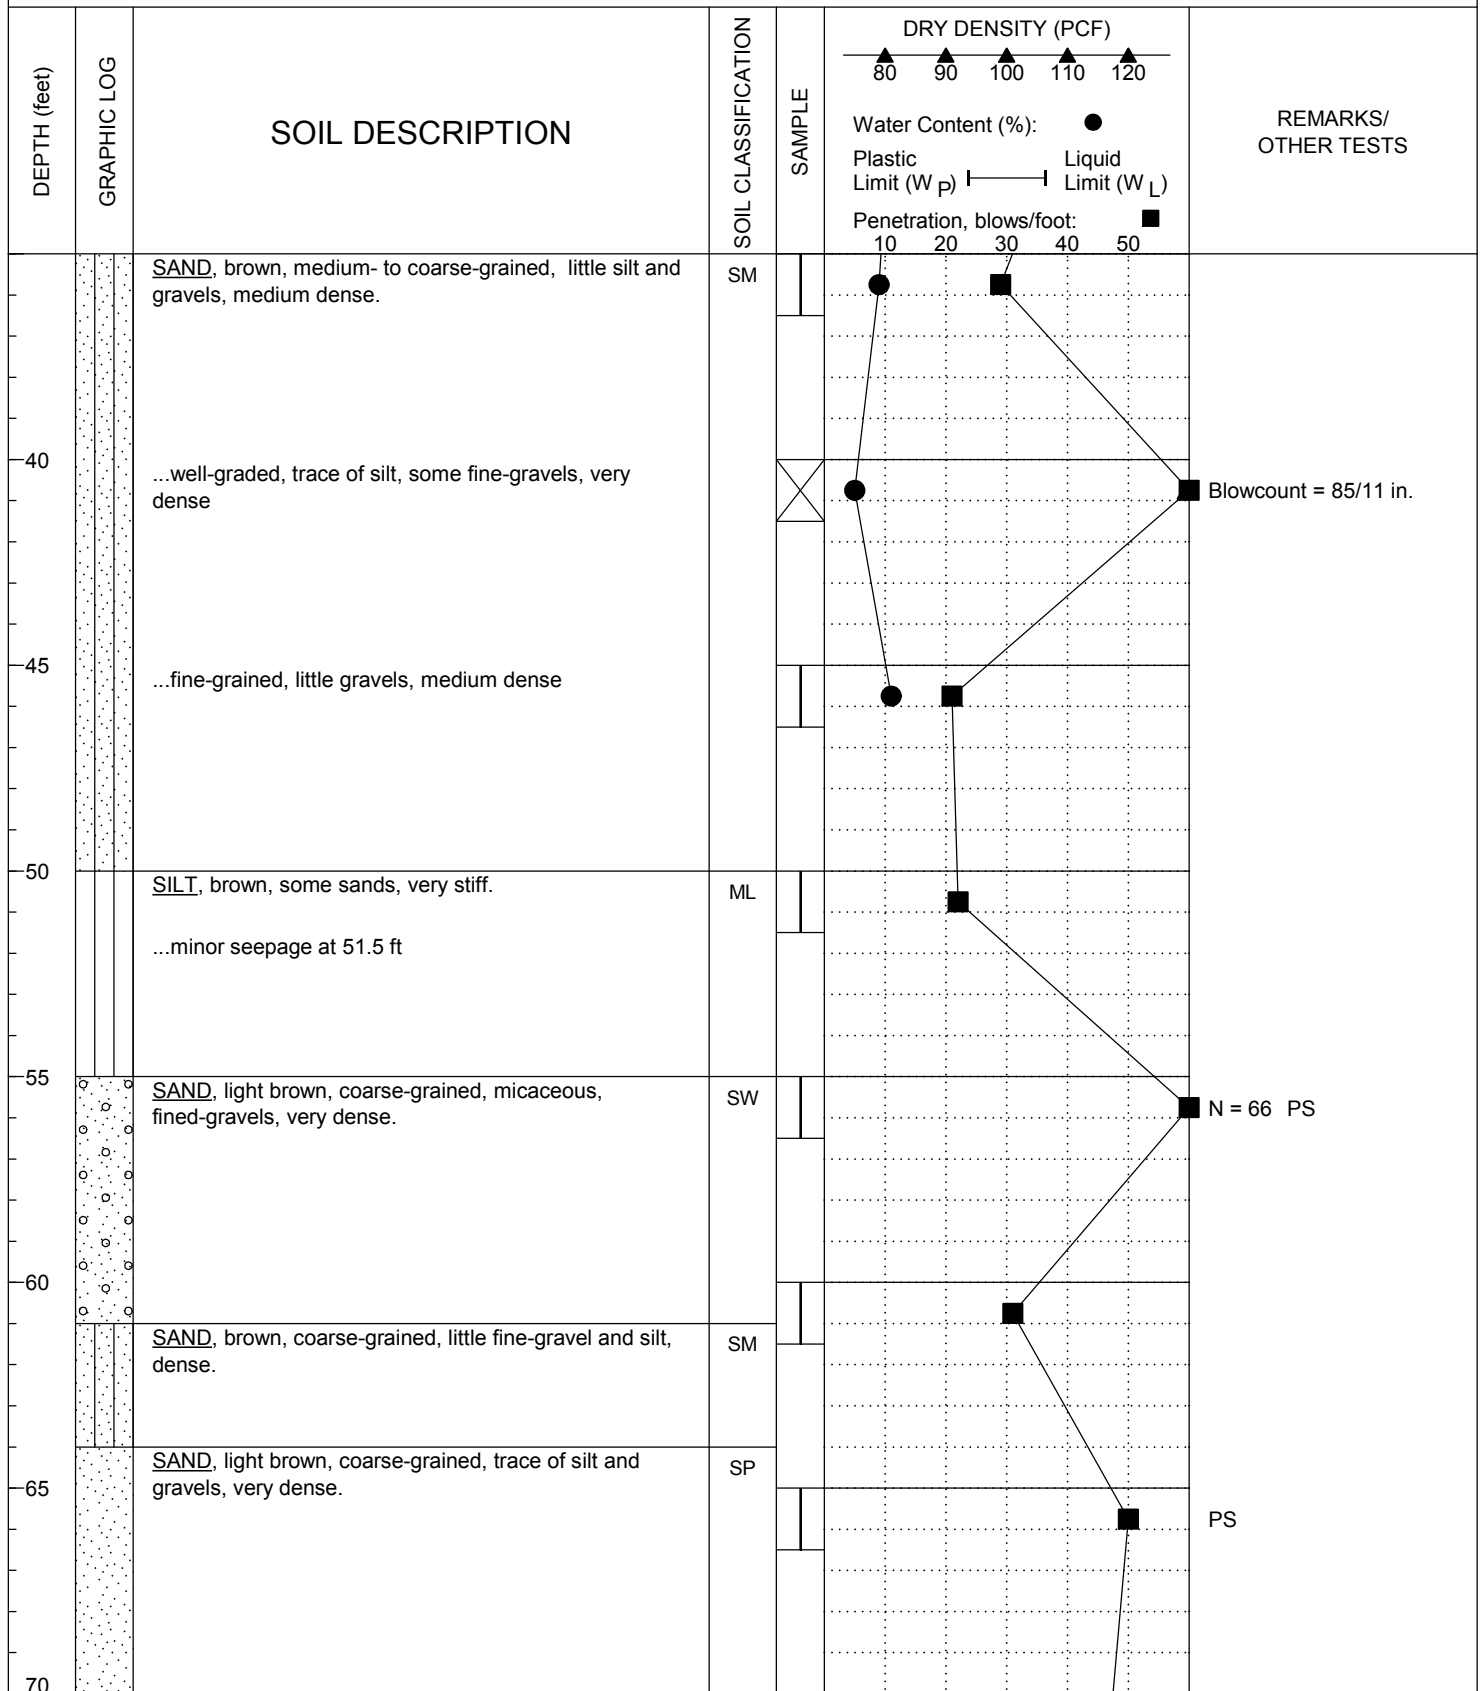 DEPTH (feet)
GRAPHIC LOG
SOIL DESCRIPTION
SOIL CLASSIFICATION
SAMPLE
DRY DENSITY (PCF)
80 90 100 110 120
Water Content (%):
Plastic Limit (W P)
Liquid Limit (W L)
Penetration, blows/foot:
10 20 30 40 50
REMARKS/
OTHER TESTS
SAND, brown, medium- to coarse-grained, little silt and
gravels, medium dense.
SM
40
...well-graded, trace of silt, some fine-gravels, very
dense
Blowcount = 85/11 in.
45
...fine-grained, little gravels, medium dense
50
SILT, brown, some sands, very stiff.
ML
...minor seepage at 51.5 ft
55
SAND, light brown, coarse-grained, micaceous,
fined-gravels, very dense.
SW
N = 66 PS
60
SAND, brown, coarse-grained, little fine-gravel and silt,
dense.
SM
SAND, light brown, coarse-grained, trace of silt and
gravels, very dense.
SP
65
PS
70